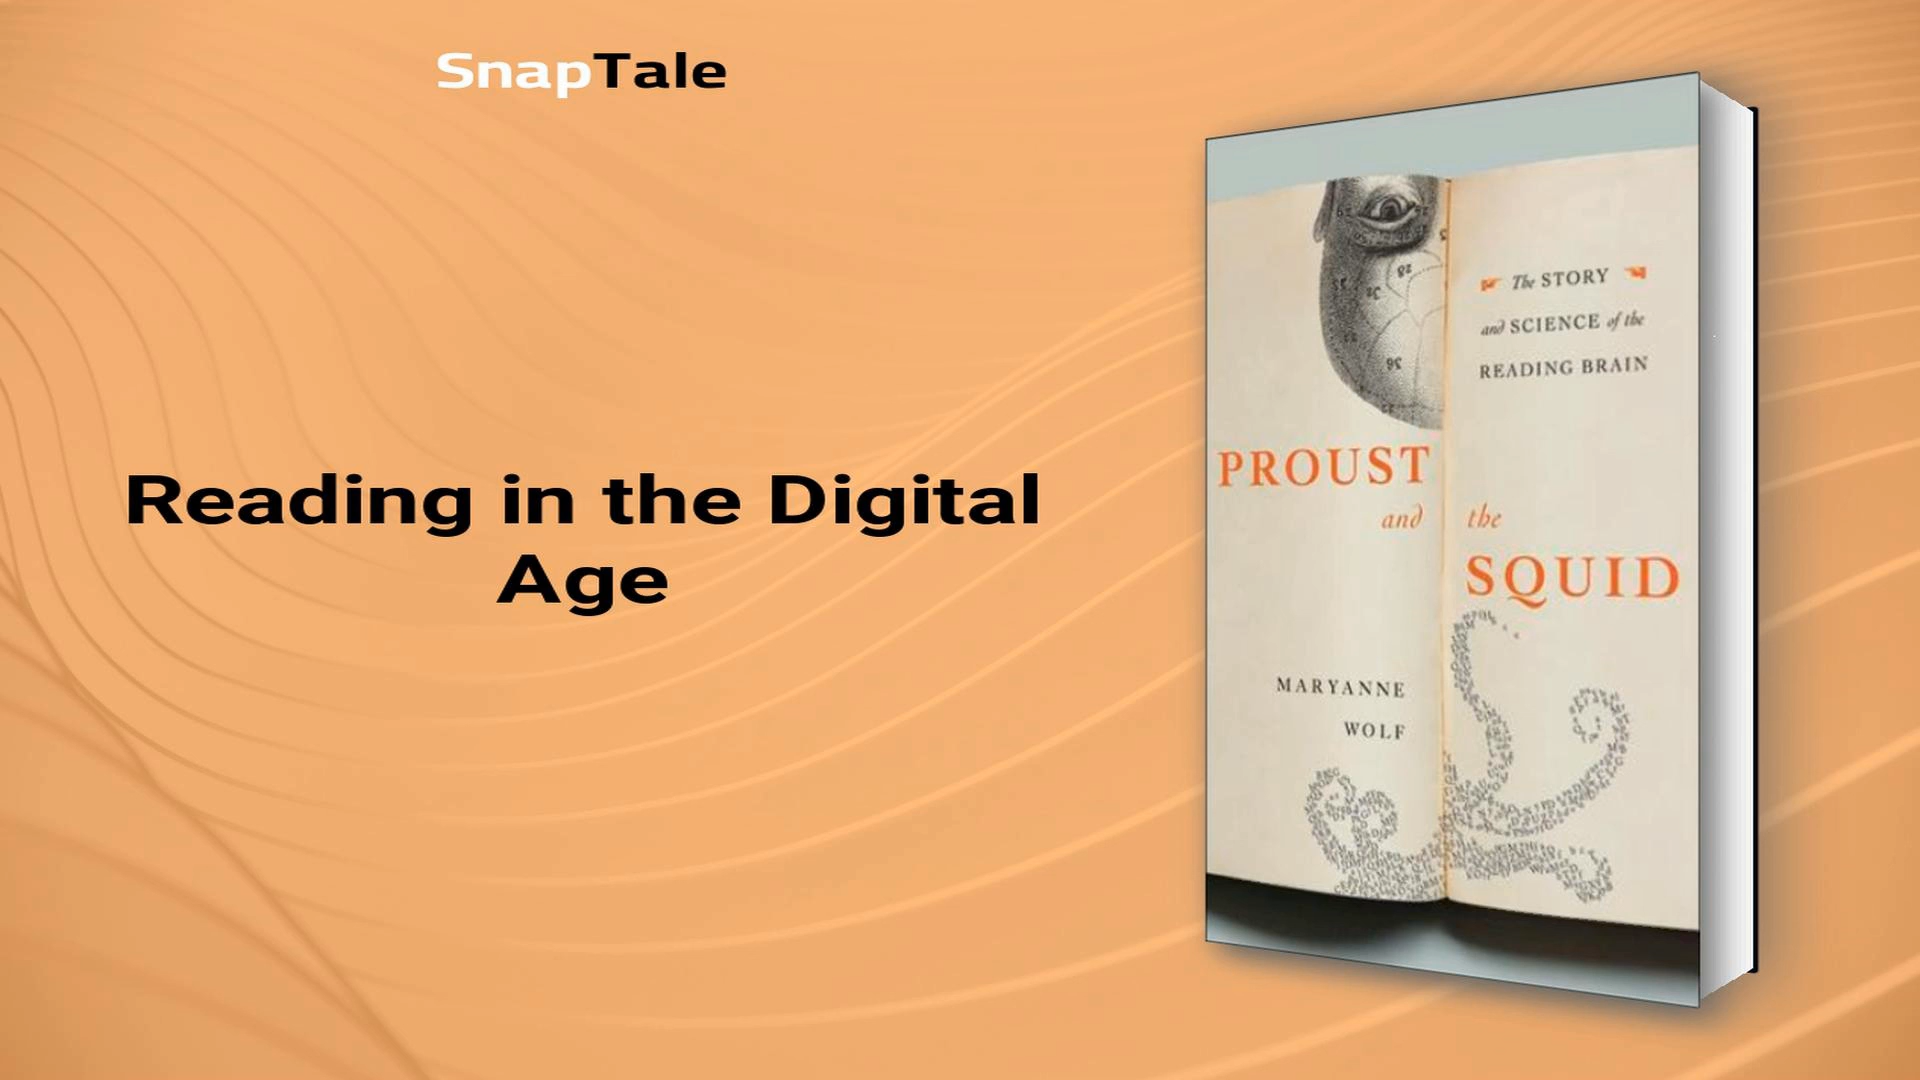 SnapTale
Reading in the Digital
Age
The STORY
and SCIENCE of the
READING BRAIN
PROUST
and the
SQUID
MARYANNE
WOLF